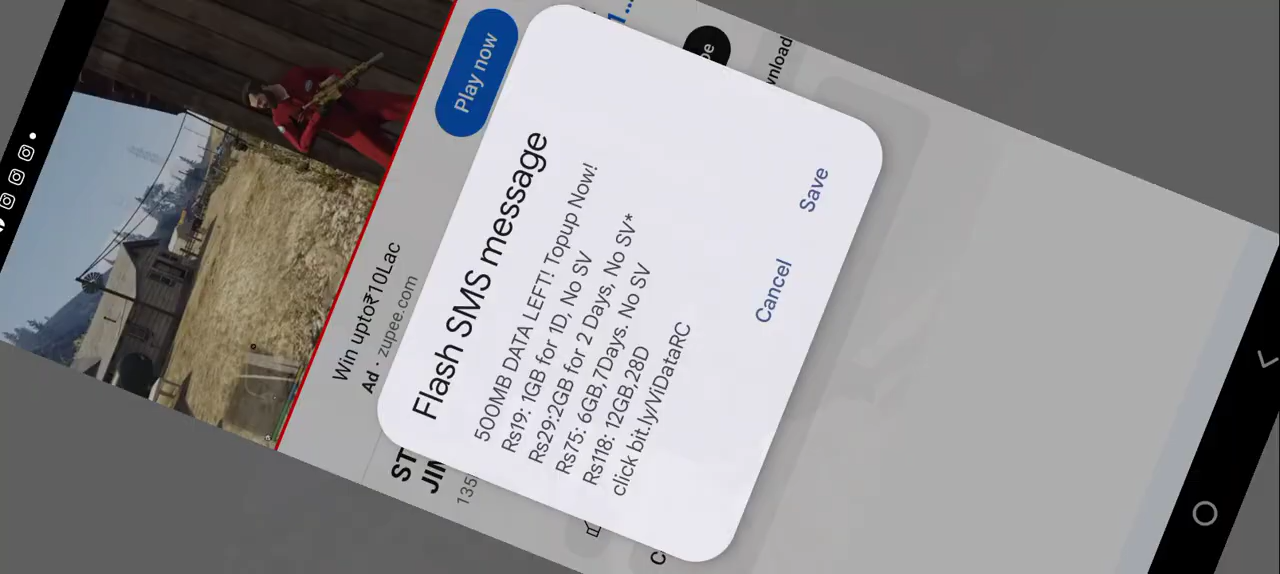 Play now
Win upto₹10Lac
Ad · zupee.com
Flash SMS message
500MB DATA LEFT! Topup Now!
Rs19: 1GB for 1D, No SV
Rs29:2GB for 2 Days, No SV*
Rs75: 6GB,7Days. No SV
Rs118: 12GB,28D
click bit.ly/ViDataRC
Cancel
Save